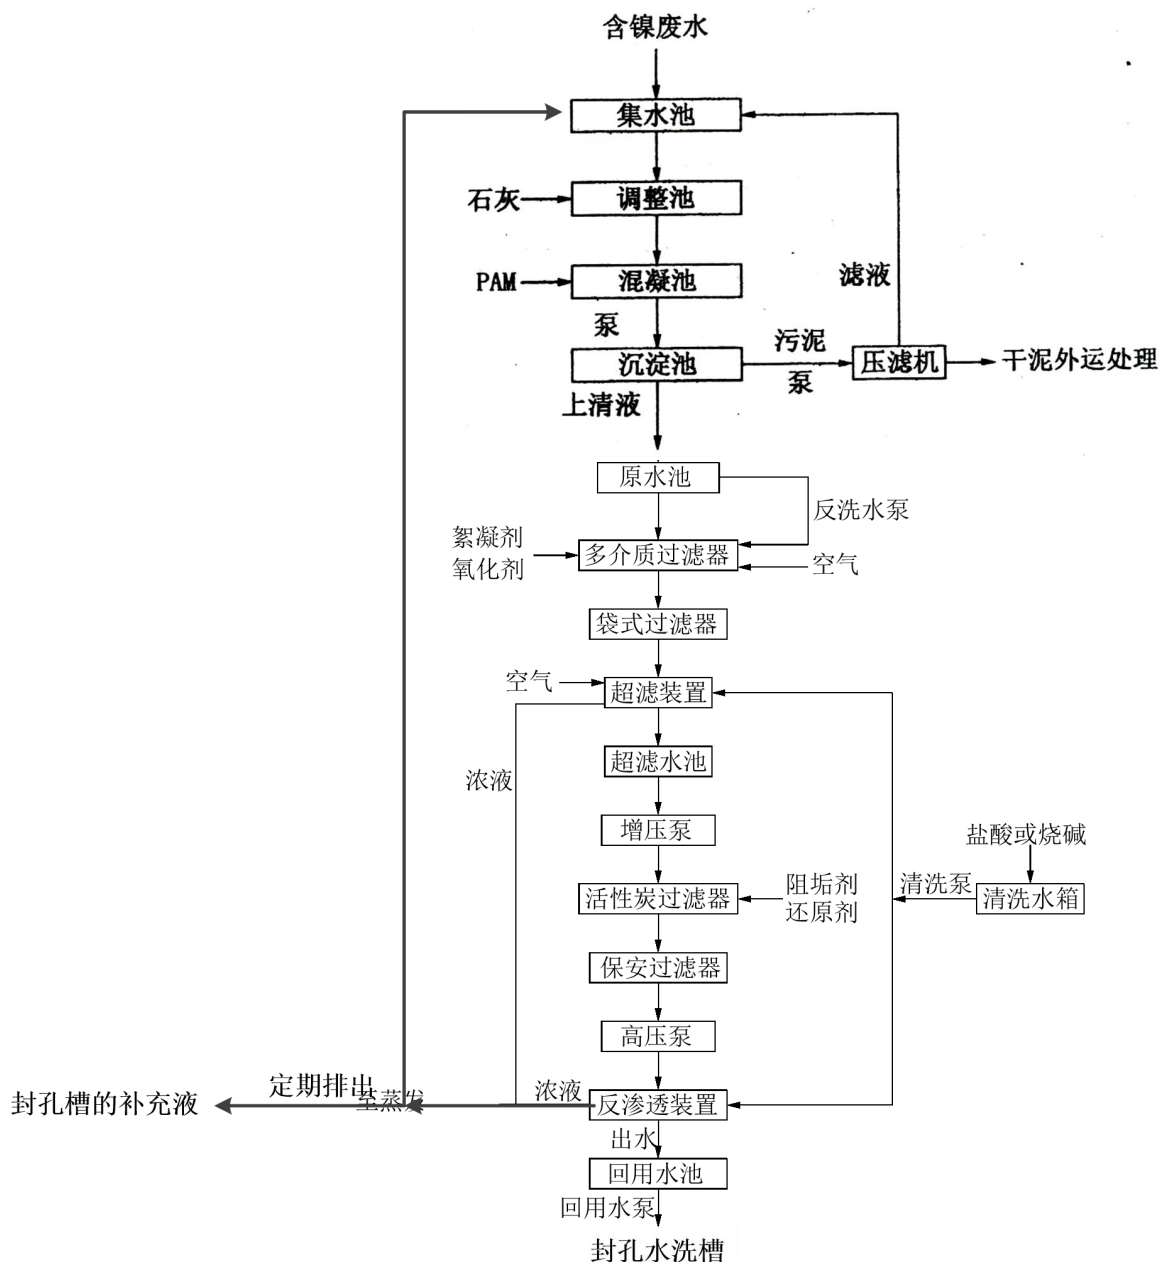 含镍废水
集水池
石灰
调整池
PAM
混凝池
滤液
泵
污泥
沉淀池
泵
压滤机
干泥外运处理
上清液
原水池
反洗水泵
絮凝剂
氧化剂
多介质过滤器
空气
袋式过滤器
空气
超滤装置
超滤水池
浓液
增压泵
盐酸或烧碱
活性炭过滤器
阻垢剂
还原剂
清洗泵
清洗水箱
保安过滤器
高压泵
封孔槽的补充液
定期排出
至蒸发
浓液
反渗透装置
出水
回用水池
回用水泵
封孔水洗槽